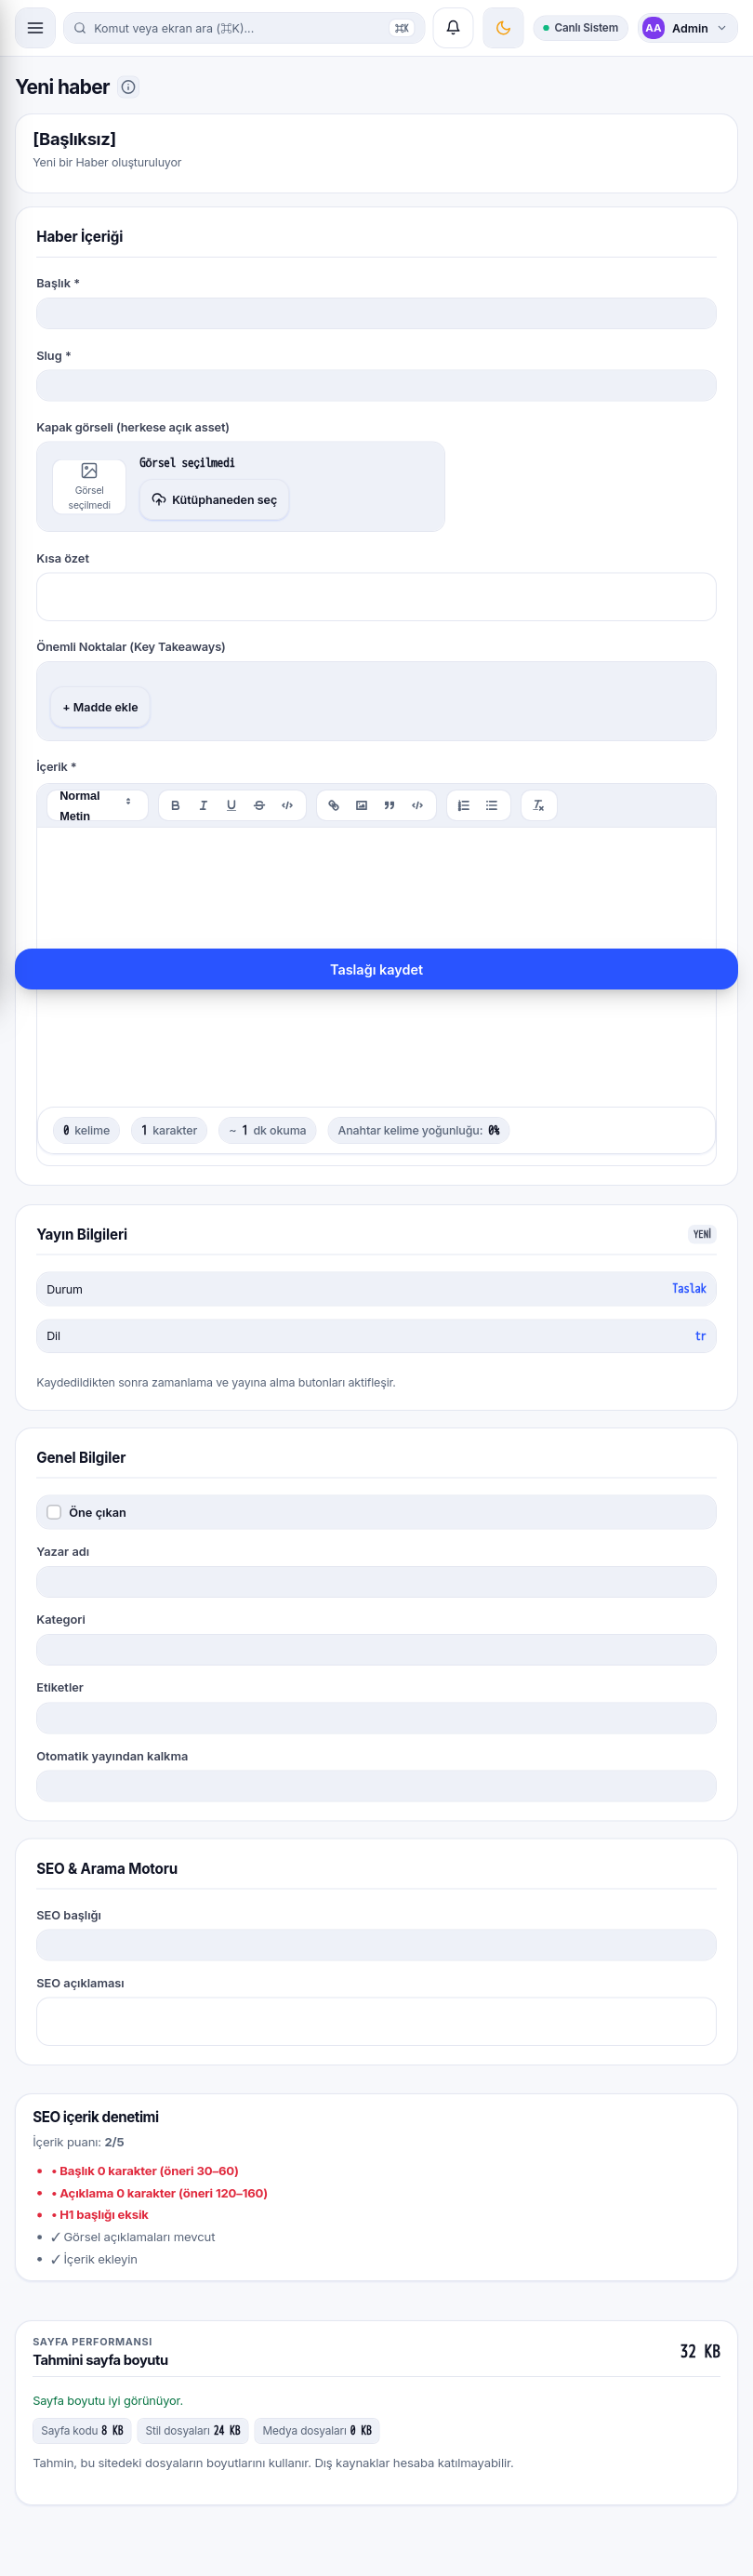 Komut veya ekran ara (⌘K)...
⌘K
Canlı Sistem
AA
Admin
Yeni haber
[Başlıksız]
Yeni bir Haber oluşturuluyor
Haber İçeriği
Başlık *
Slug *
Kapak görseli (herkese açık asset)
Görsel seçilmedi
Görsel
seçilmedi
Kütüphaneden seç
Kısa özet
Önemli Noktalar (Key Takeaways)
+ Madde ekle
İçerik *
Normal
Metin
Taslağı kaydet
0 kelime
1 karakter
~ 1 dk okuma
Anahtar kelime yoğunluğu: 0%
Yayın Bilgileri
YENİ
Durum
Taslak
Dil
tr
Kaydedildikten sonra zamanlama ve yayına alma butonları aktifleşir.
Genel Bilgiler
Öne çıkan
Yazar adı
Kategori
Etiketler
Otomatik yayından kalkma
SEO & Arama Motoru
SEO başlığı
SEO açıklaması
SEO içerik denetimi
İçerik puanı: 2/5
• • Başlık 0 karakter (öneri 30–60)
• • Açıklama 0 karakter (öneri 120–160)
• • H1 başlığı eksik
• ✓ Görsel açıklamaları mevcut
• ✓ İçerik ekleyin
SAYFA PERFORMANSI
Tahmini sayfa boyutu
32 KB
Sayfa boyutu iyi görünüyor.
Sayfa kodu 8 KB
Stil dosyaları 24 KB
Medya dosyaları 0 KB
Tahmin, bu sitedeki dosyaların boyutlarını kullanır. Dış kaynaklar hesaba katılmayabilir.